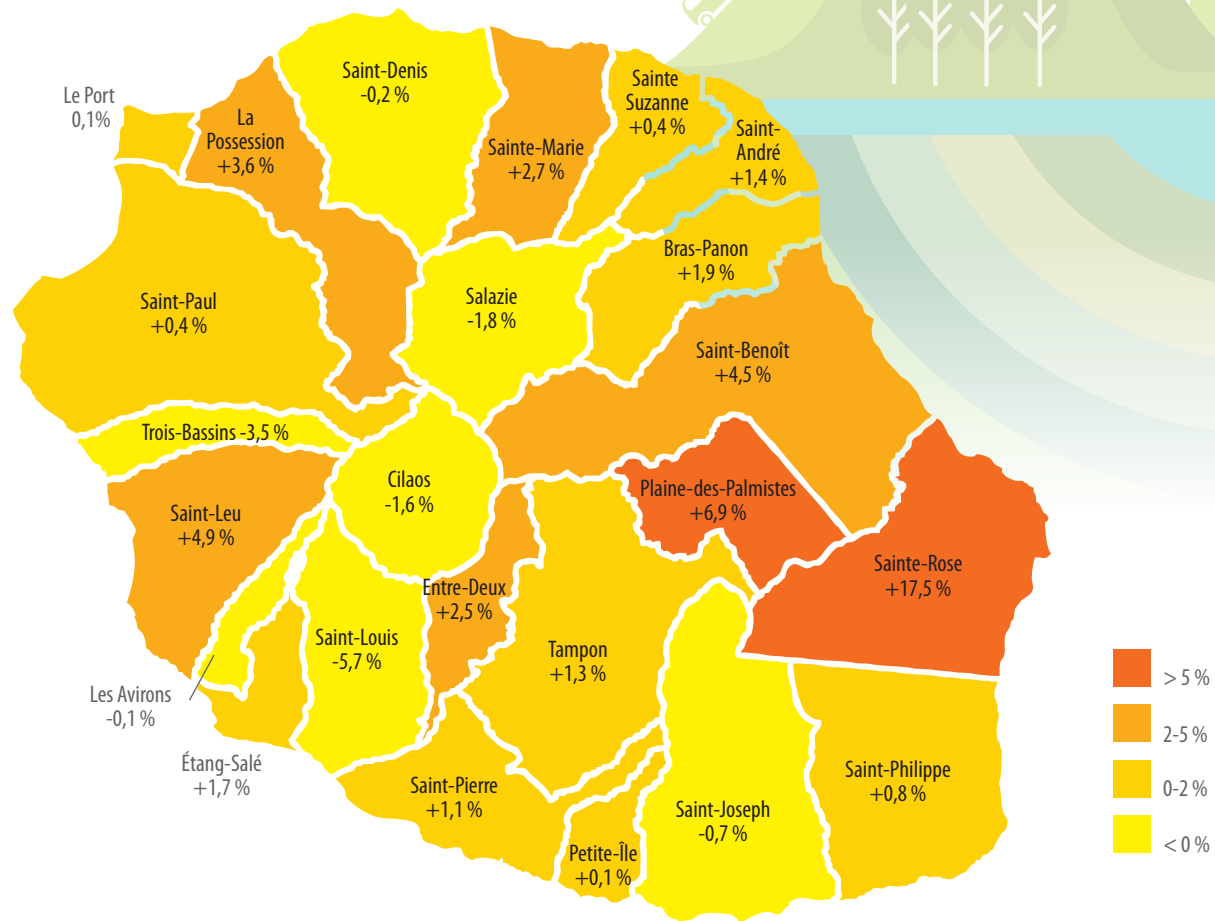 Le Port
0,1%
La
Possession
+3,6 %
Saint-Denis
-0,2 %
Sainte-Marie
+2,7 %
Sainte
Suzanne
+0,4 %
Saint-
André
+1,4 %
Bras-Panon
+1,9 %
Saint-Paul
+0,4 %
Salazie
-1,8 %
Saint-Benoît
+4,5 %
Trois-Bassins -3,5 %
Cilaos
-1,6 %
Plaine-des-Palmistes
+6,9 %
Saint-Leu
+4,9 %
Sainte-Rose
+17,5 %
Entre-Deux
+2,5 %
Saint-Louis
-5,7 %
Tampon
+1,3 %
Les Avirons
-0,1 %
Étang-Salé
+1,7 %
Saint-Pierre
+1,1 %
Petite-Île
+0,1 %
Saint-Joseph
-0,7 %
Saint-Philippe
+0,8 %
> 5 %
2-5 %
0-2 %
< 0 %